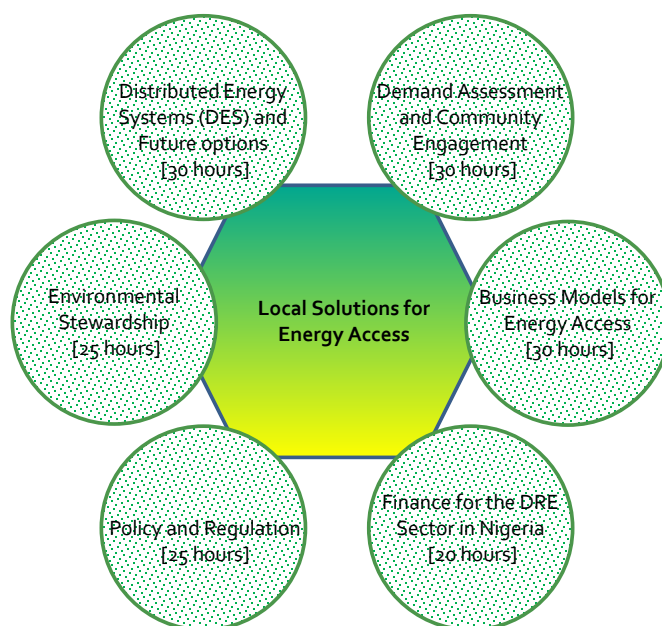 Distributed Energy
Systems (DES) and
Future options
[30 hours]
Demand Assessment
and Community
Engagement
[30 hours]
Environmental
Stewardship
[25 hours]
Local Solutions for
Energy Access
Business Models for
Energy Access
[30 hours]
Policy and Regulation
[25 hours]
Finance for the DRE
Sector in Nigeria
[20 hours]